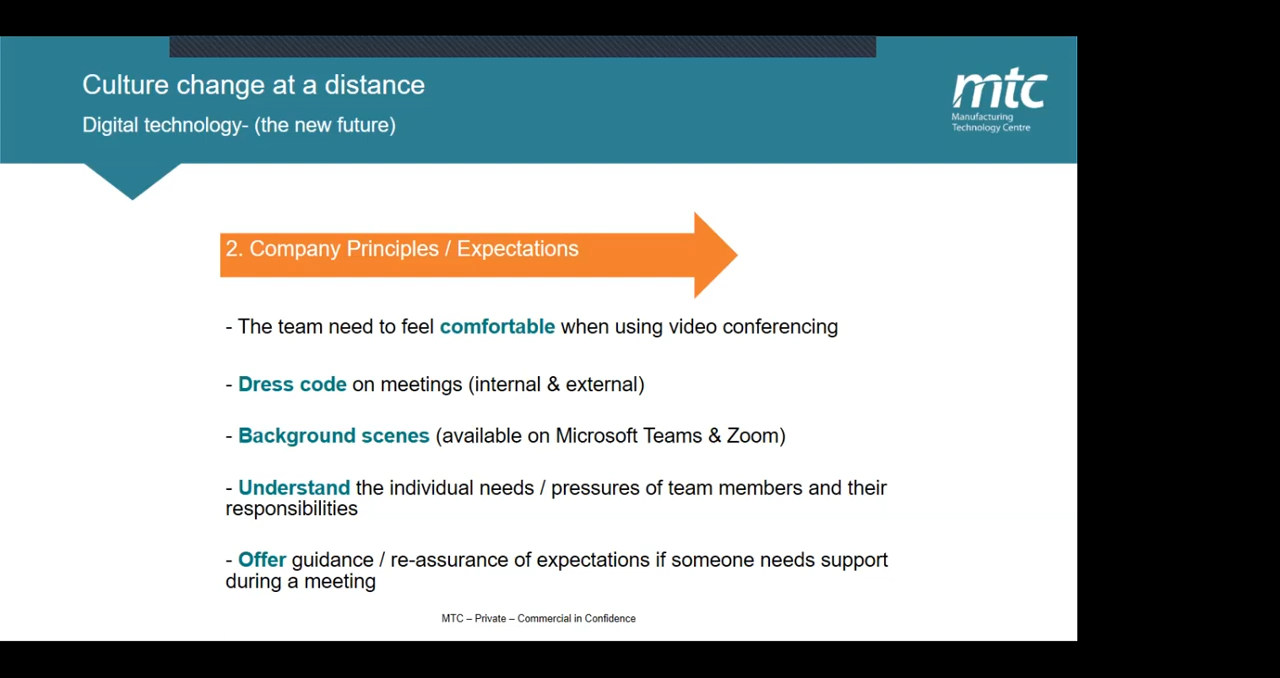 Culture change at a distance
Digital technology- (the new future)
mtc
Manufacturing
Technology Centre
2. Company Principles / Expectations
- The team need to feel comfortable when using video conferencing
- Dress code on meetings (internal & external)
- Background scenes (available on Microsoft Teams & Zoom)
- Understand the individual needs / pressures of team members and their
responsibilities
- Offer guidance / re-assurance of expectations if someone needs support
during a meeting
MTC – Private – Commercial in Confidence